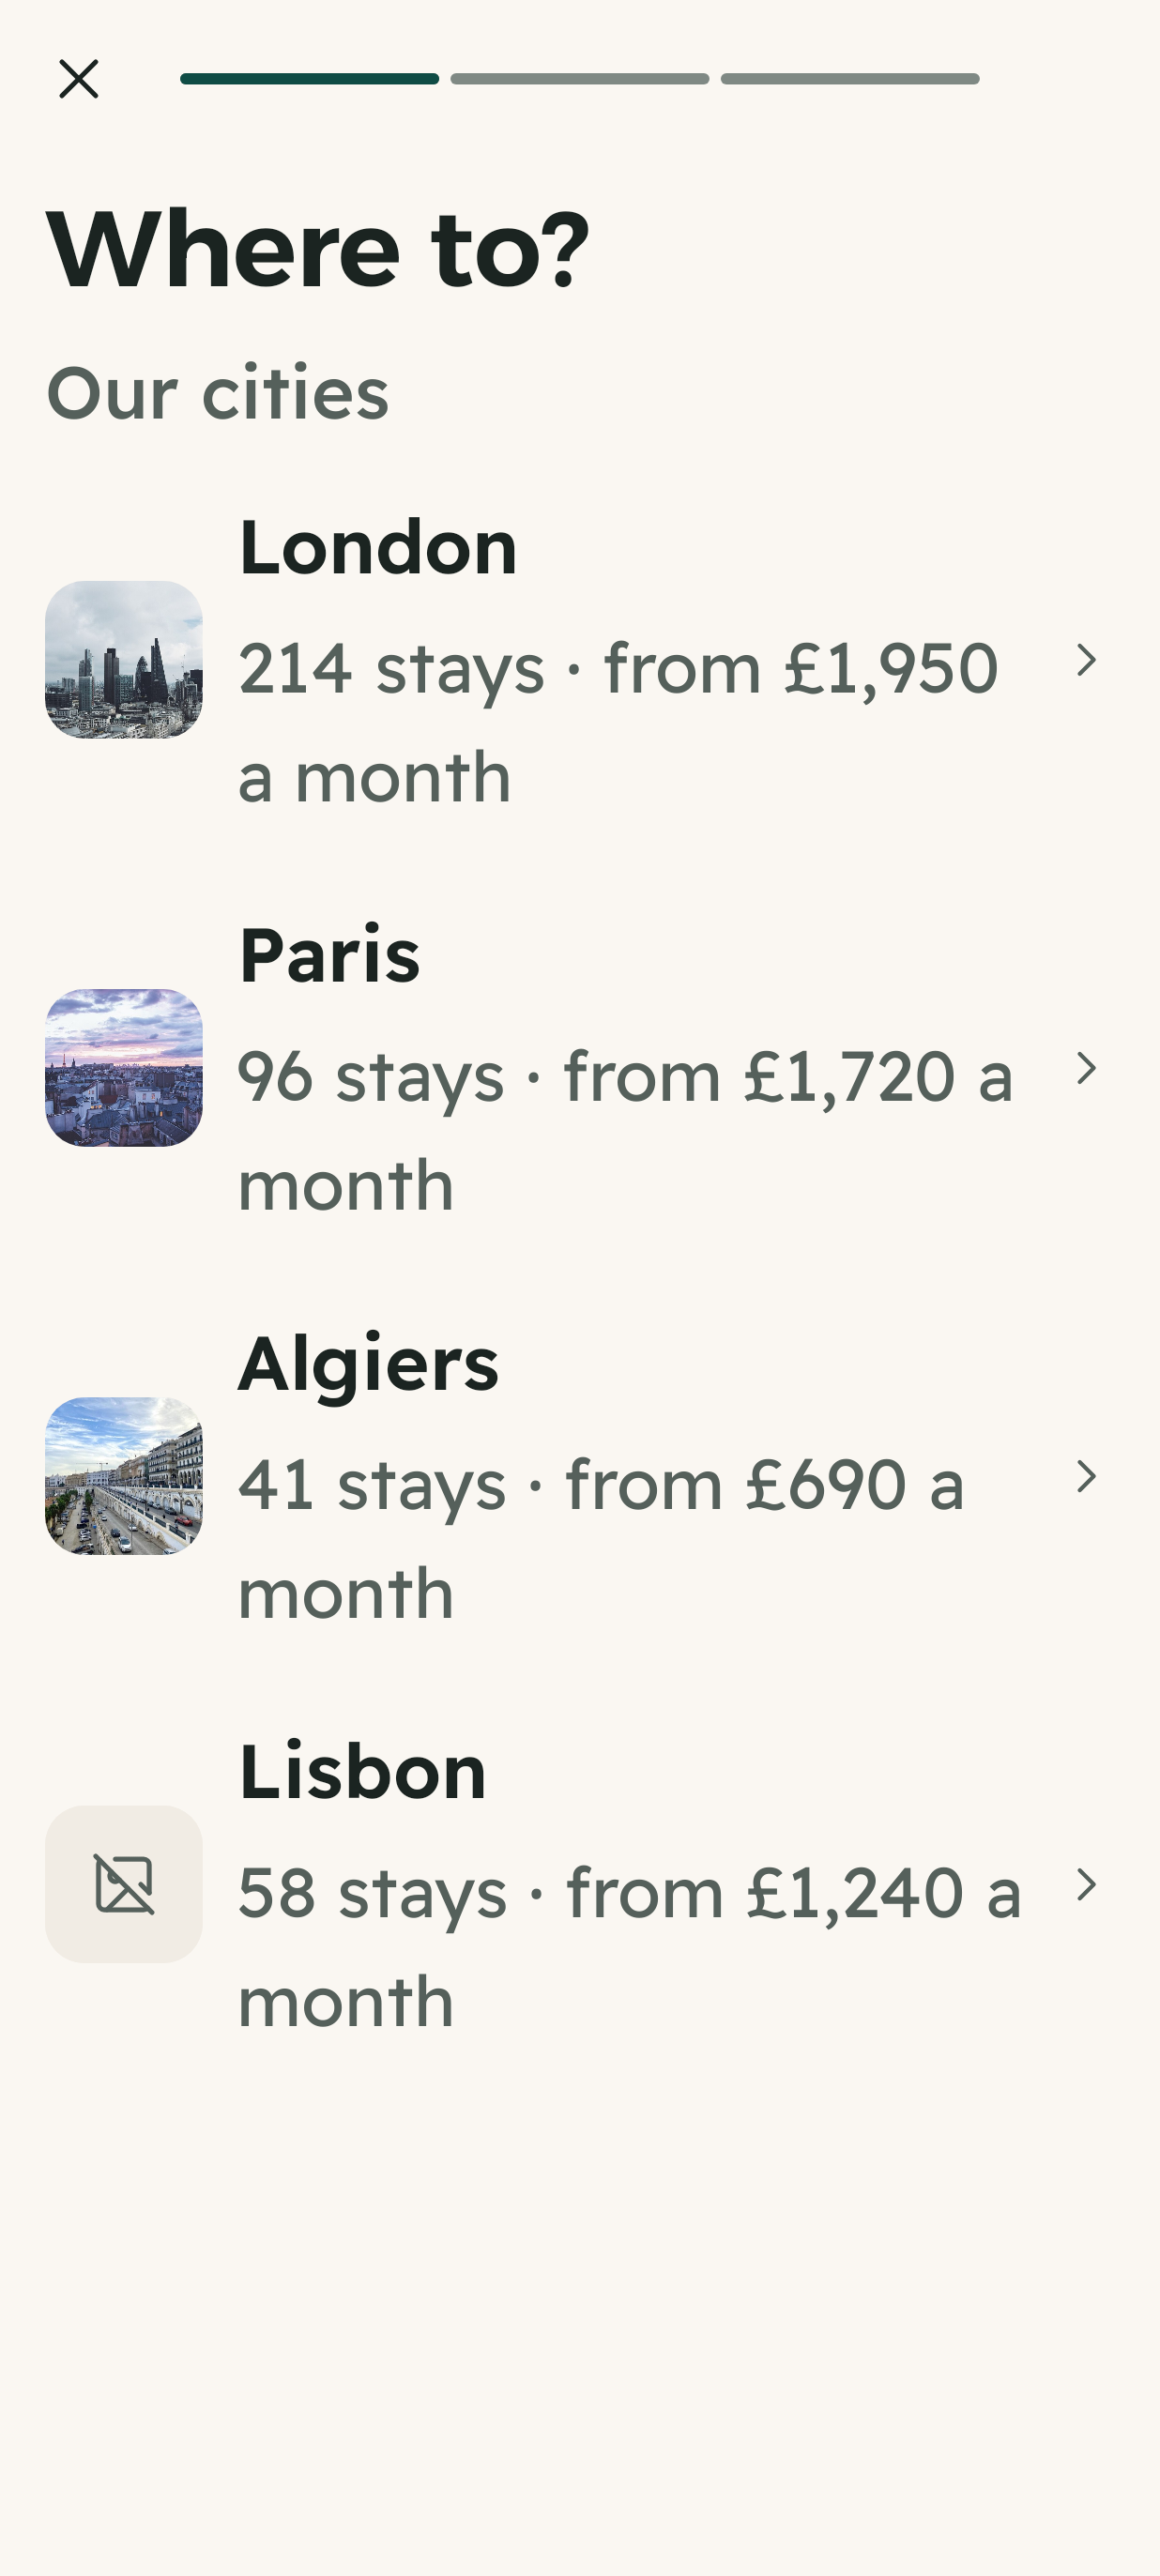 Where to?
Our cities
London
214 stays · from £1,950
a month
Paris
96 stays · from £1,720 a
month
Algiers
41 stays · from £690 a
month
Lisbon
58 stays · from £1,240 a
month